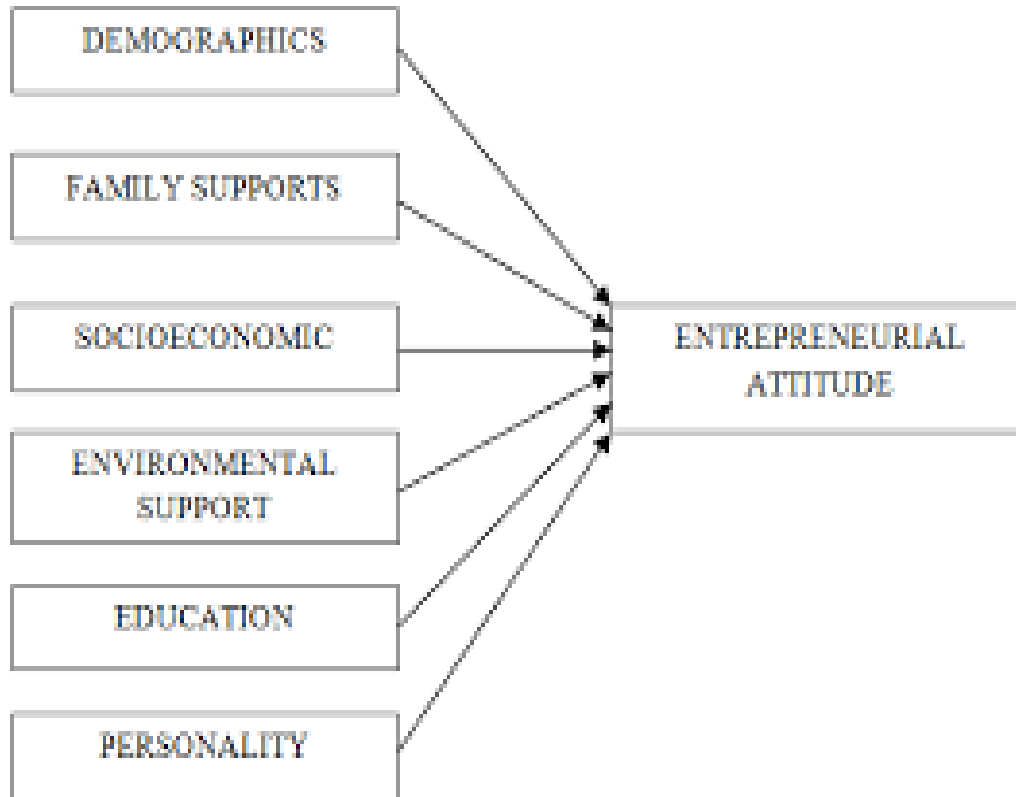 DEMOGRAPHICS
FAMILY SUPPORTS
SOCIOECONOMIC
ENVIRONMENTAL
SUPPORT
EDUCATION
PERSONALITY
ENTREPRENEURIAL
ATTITUDE